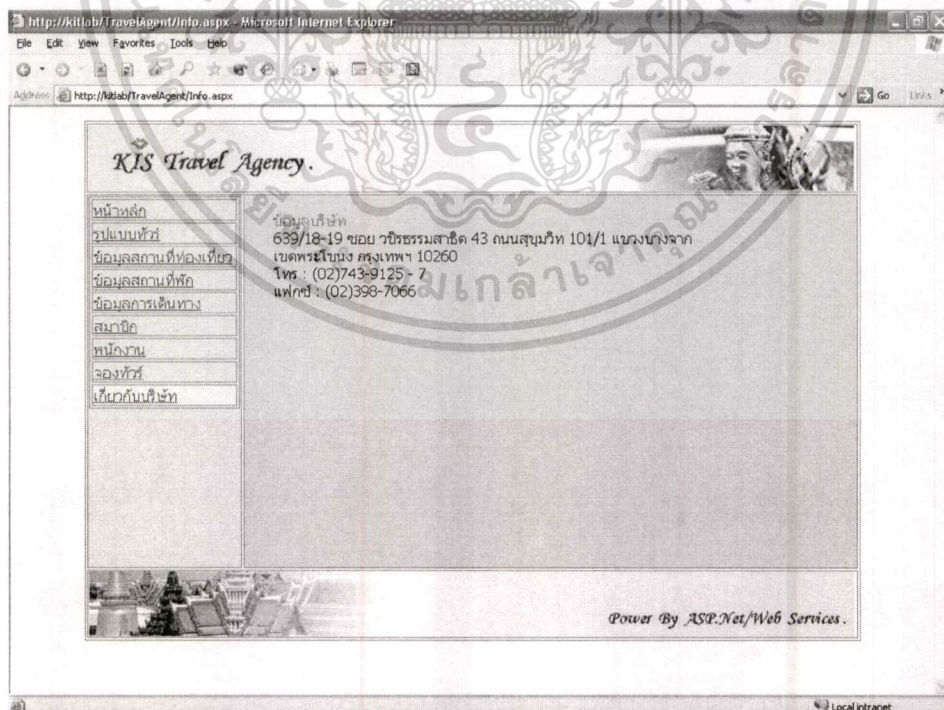 http://kitlab/TravelAgent/Info.aspx - Microsoft Internet Explorer
File Edit View Favorites Tools Help
Address http://kitlab/TravelAgent/Info.aspx Go Links
KIS Travel Agency.
หน้าหลัก
รูปแบบทัวร์
ข้อมูลสถานที่ท่องเที่ยว
ข้อมูลสถานที่พัก
ข้อมูลการเดินทาง
สมาชิก
พนักงาน
จองทัวร์
เกี่ยวกับบริษัท
ข้อมูลบริษัท
639/18-19 ซอย วชิรธรรมสาธิต 43 ถนนสุขุมวิท 101/1 แขวงบางจาก
เขตพระโขนง กรุงเทพฯ 10260
โทร : (02)743-9125 - 7
แฟกซ์ : (02)398-7066
Power By ASP.Net/Web Services.
Local intranet